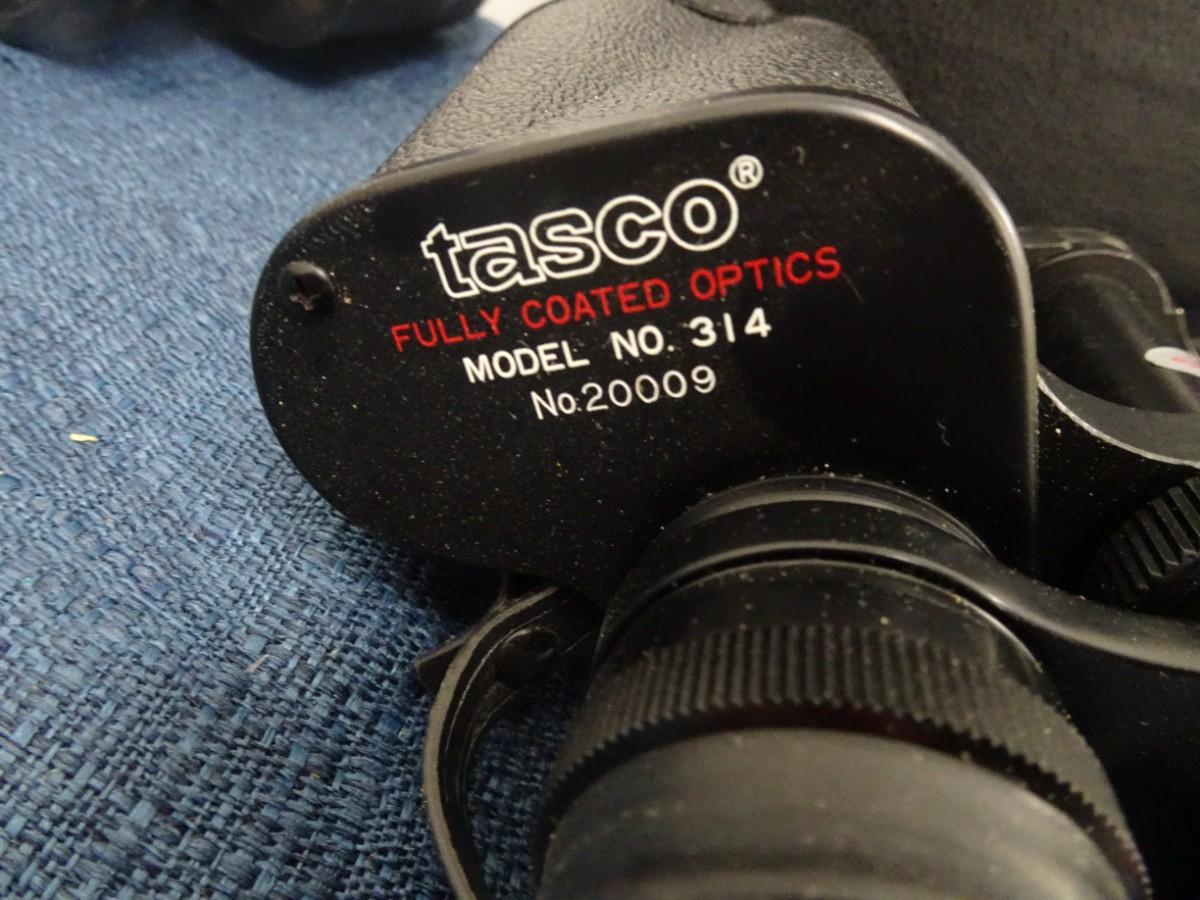 tasco®
FULLY COATED OPTICS
MODEL NO. 314
No.20009